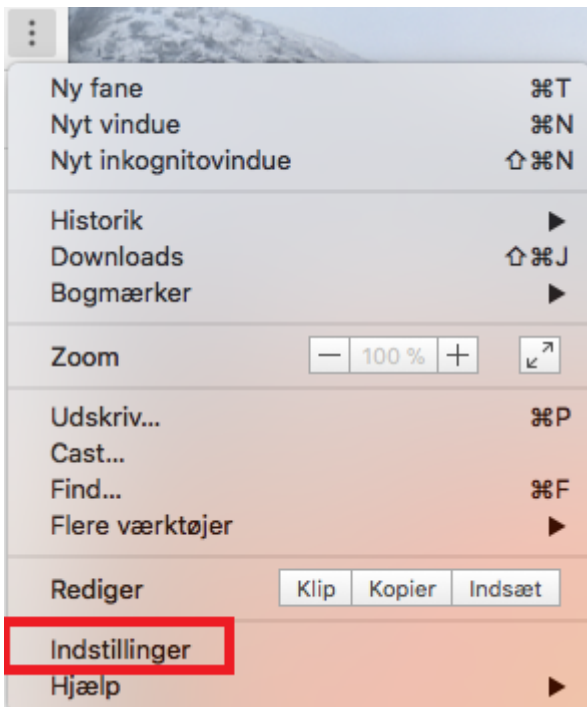 Ny fane ⌘T
Nyt vindue ⌘N
Nyt inkognitovindue ⇧⌘N
Historik ▶
Downloads ⇧⌘J
Bogmærker ▶
Zoom − 100 % +
Udskriv... ⌘P
Cast...
Find... ⌘F
Flere værktøjer ▶
Rediger Klip Kopier Indsæt
Indstillinger
Hjælp ▶